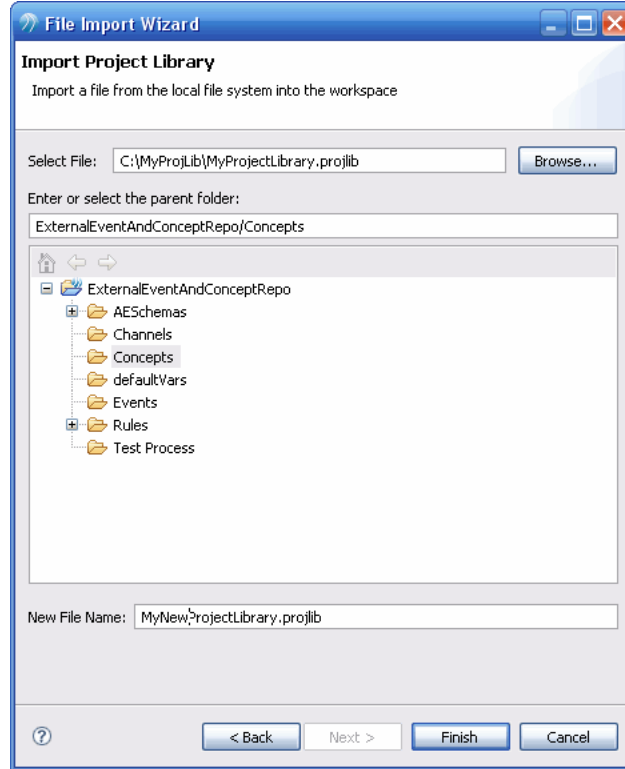 File Import Wizard
Import Project Library
Import a file from the local file system into the workspace
Select File: C:\MyProjLib\MyProjectLibrary.projlib Browse...
Enter or select the parent folder:
ExternalEventAndConceptRepo/Concepts
ExternalEventAndConceptRepo
AESchemas
Channels
Concepts
defaultVars
Events
Rules
Test Process
New File Name: MyNewProjectLibrary.projlib
? < Back Next > Finish Cancel